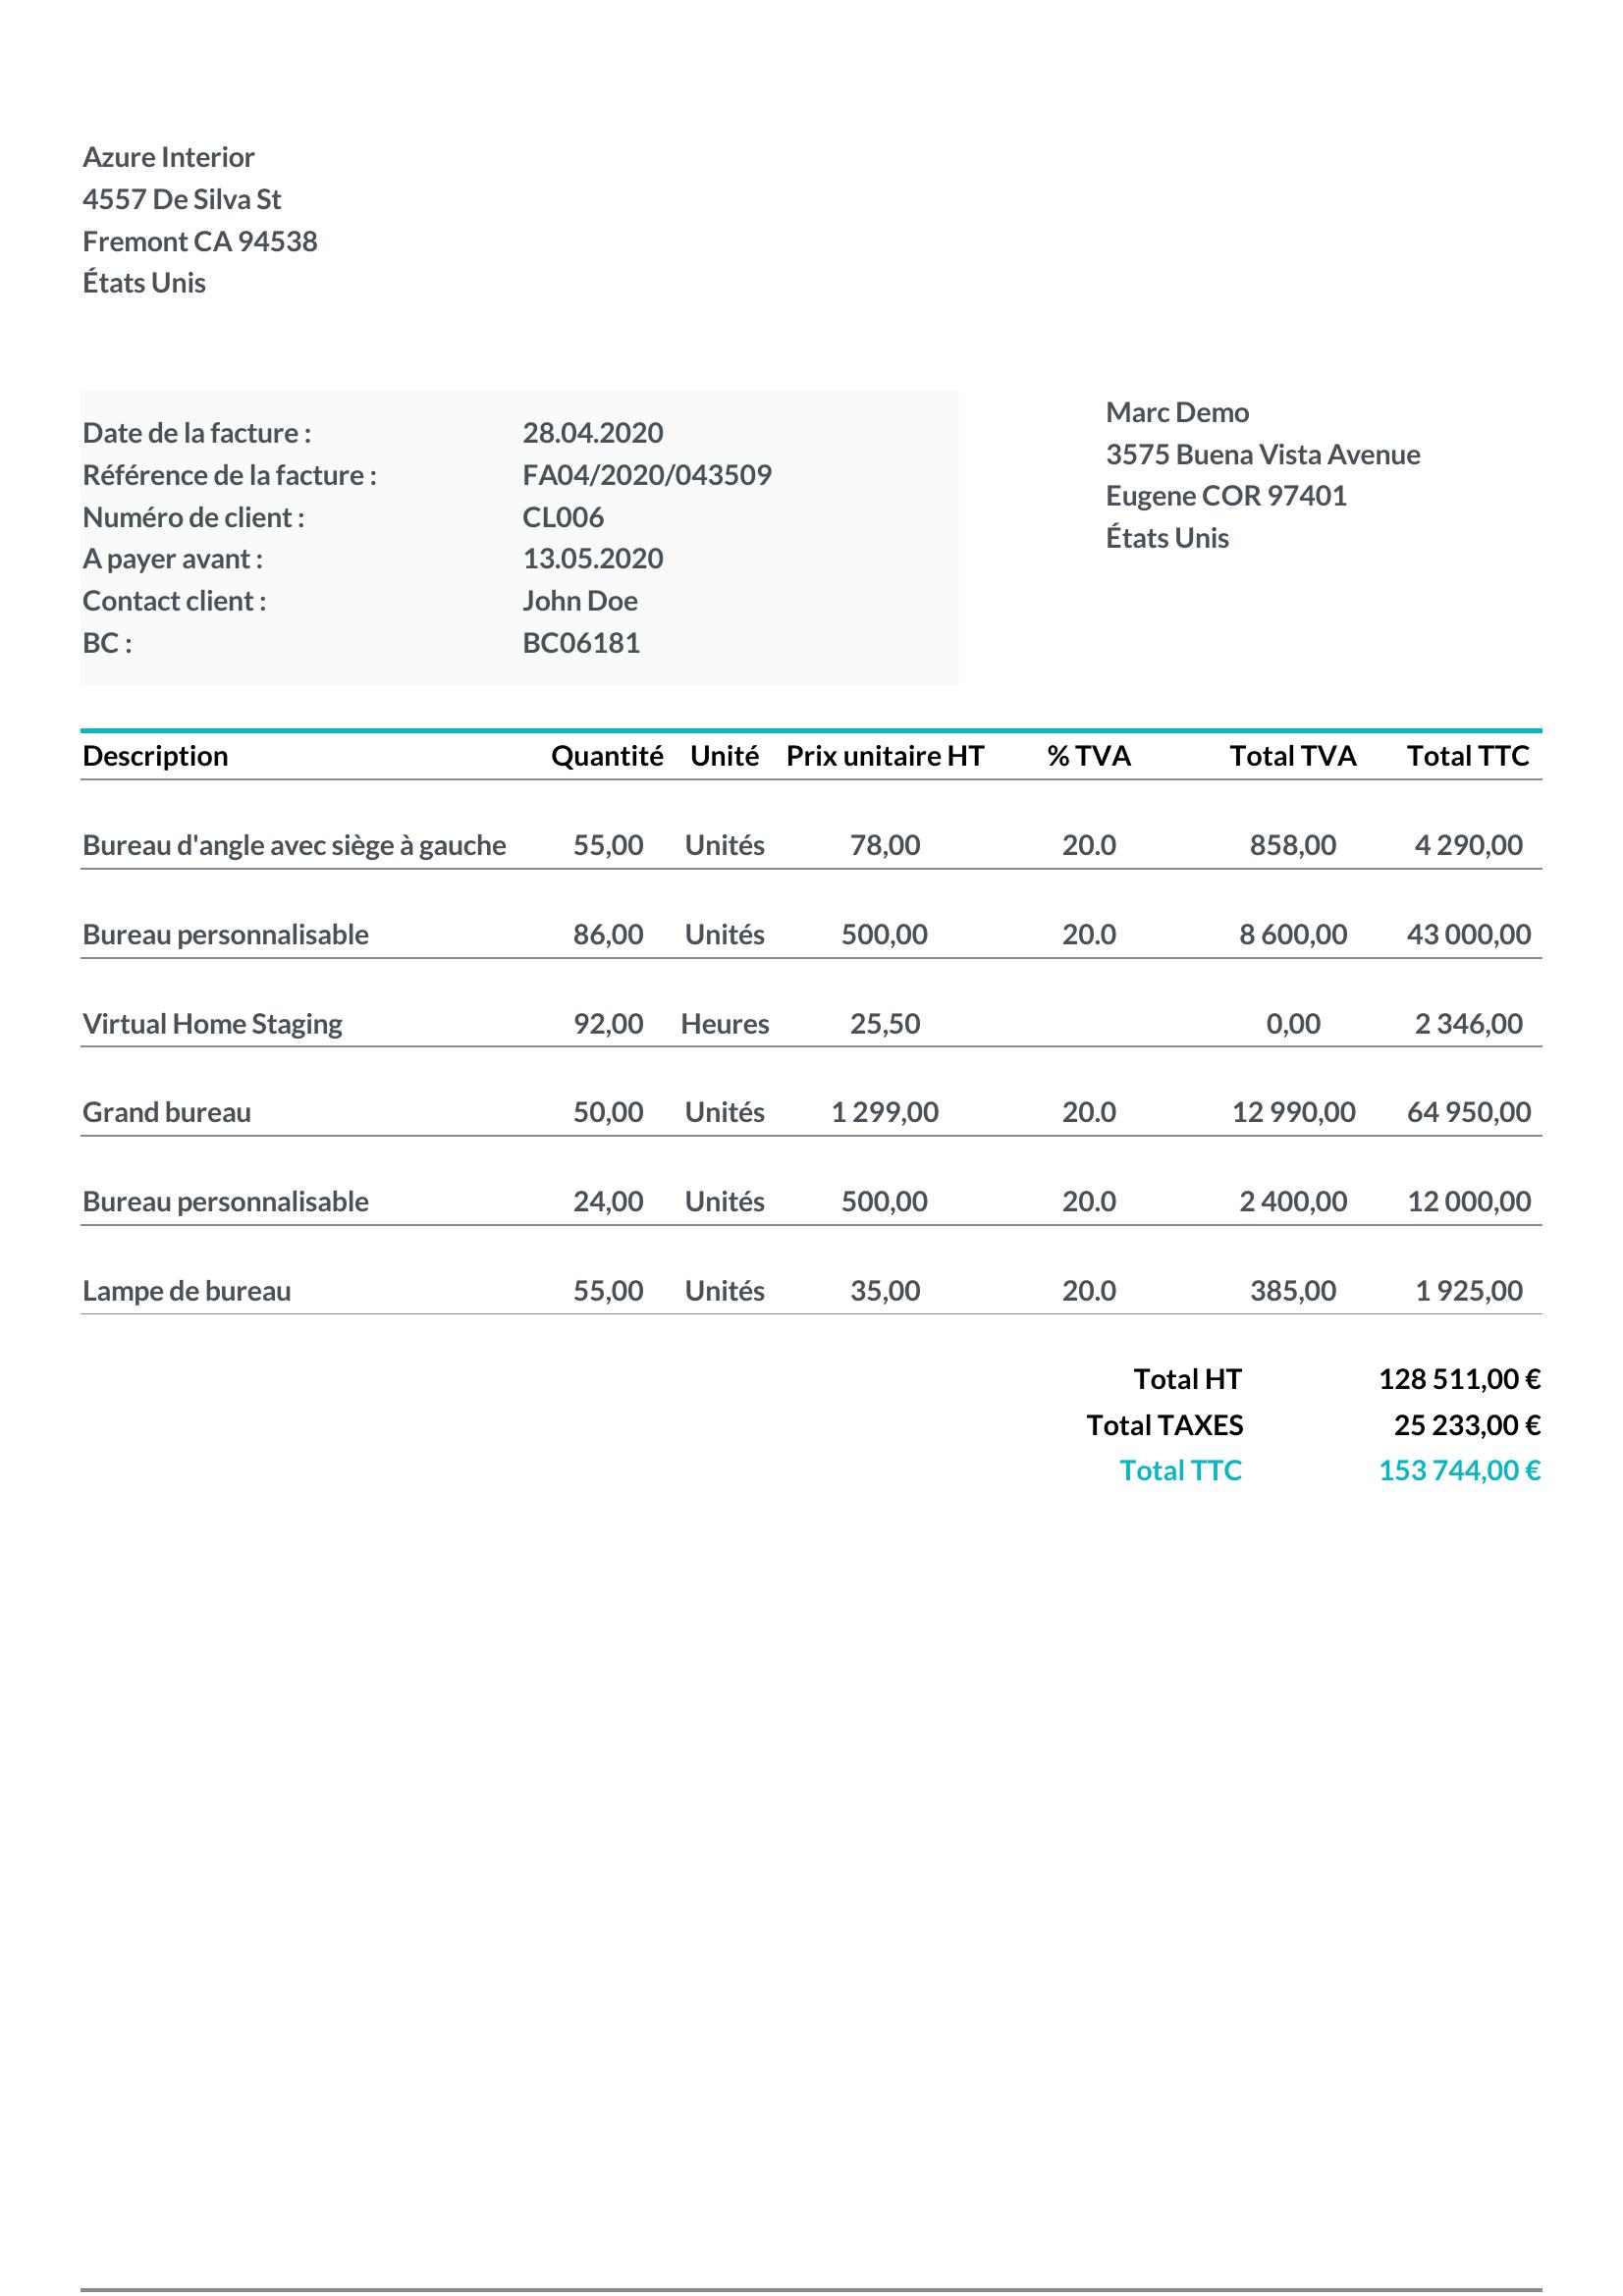 Azure Interior
4557 De Silva St
Fremont CA 94538
États Unis
Date de la facture : 28.04.2020
Référence de la facture : FA04/2020/043509
Numéro de client : CL006
A payer avant : 13.05.2020
Contact client : John Doe
BC : BC06181
Marc Demo
3575 Buena Vista Avenue
Eugene COR 97401
États Unis
Description Quantité Unité Prix unitaire HT % TVA Total TVA Total TTC
Bureau d'angle avec siège à gauche 55,00 Unités 78,00 20.0 858,00 4 290,00
Bureau personnalisable 86,00 Unités 500,00 20.0 8 600,00 43 000,00
Virtual Home Staging 92,00 Heures 25,50 0,00 2 346,00
Grand bureau 50,00 Unités 1 299,00 20.0 12 990,00 64 950,00
Bureau personnalisable 24,00 Unités 500,00 20.0 2 400,00 12 000,00
Lampe de bureau 55,00 Unités 35,00 20.0 385,00 1 925,00
Total HT 128 511,00 €
Total TAXES 25 233,00 €
Total TTC 153 744,00 €